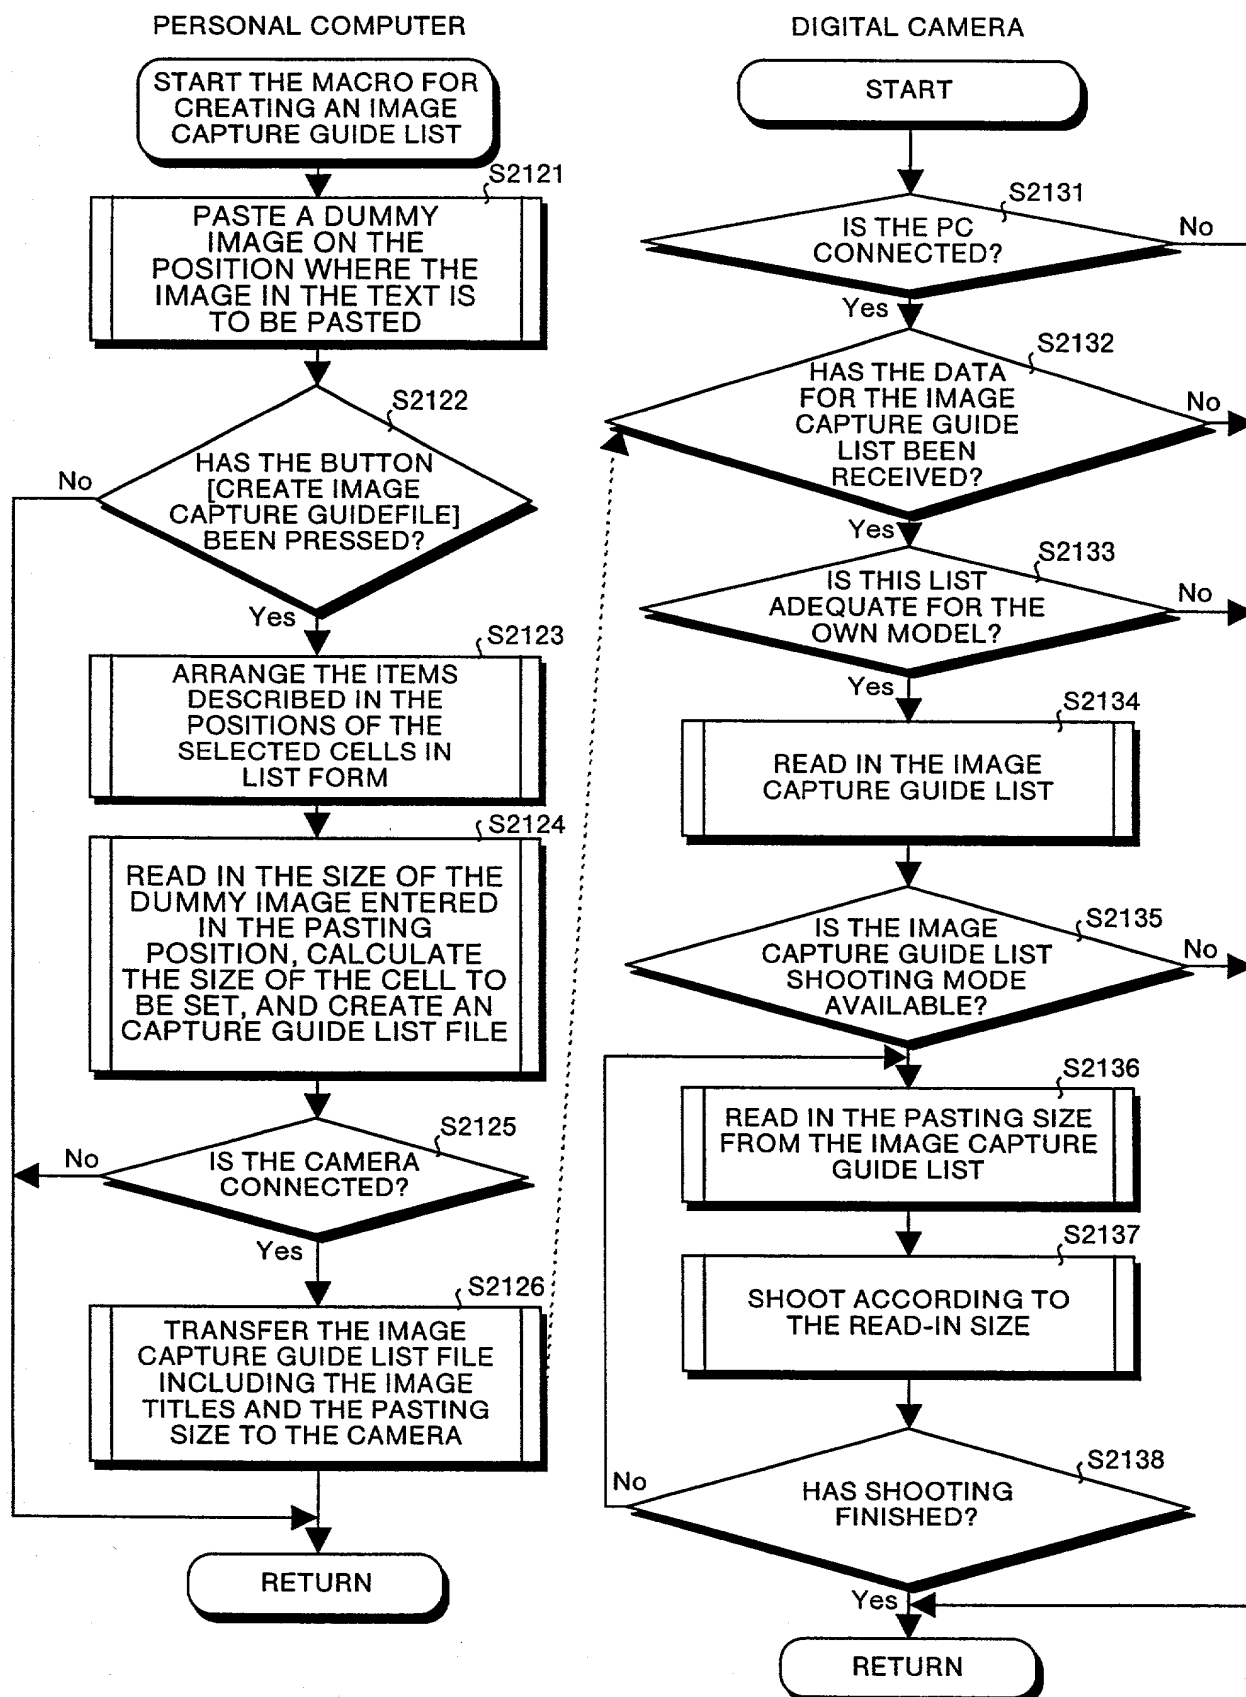 PERSONAL COMPUTER
START THE MACRO FOR
CREATING AN IMAGE
CAPTURE GUIDE LIST
S2121
PASTE A DUMMY
IMAGE ON THE
POSITION WHERE THE
IMAGE IN THE TEXT IS
TO BE PASTED
S2122
HAS THE BUTTON
[CREATE IMAGE
CAPTURE GUIDEFILE]
BEEN PRESSED?
No
Yes
S2123
ARRANGE THE ITEMS
DESCRIBED IN THE
POSITIONS OF THE
SELECTED CELLS IN
LIST FORM
S2124
READ IN THE SIZE OF THE
DUMMY IMAGE ENTERED
IN THE PASTING
POSITION, CALCULATE
THE SIZE OF THE CELL TO
BE SET, AND CREATE AN
CAPTURE GUIDE LIST FILE
S2125
No
IS THE CAMERA
CONNECTED?
Yes
S2126
TRANSFER THE IMAGE
CAPTURE GUIDE LIST FILE
INCLUDING THE IMAGE
TITLES AND THE PASTING
SIZE TO THE CAMERA
RETURN
DIGITAL CAMERA
START
S2131
IS THE PC
CONNECTED?
No
Yes
S2132
HAS THE DATA
FOR THE IMAGE
CAPTURE GUIDE
LIST BEEN
RECEIVED?
No
Yes
S2133
IS THIS LIST
ADEQUATE FOR THE
OWN MODEL?
No
Yes
S2134
READ IN THE IMAGE
CAPTURE GUIDE LIST
S2135
IS THE IMAGE
CAPTURE GUIDE LIST
SHOOTING MODE
AVAILABLE?
No
S2136
READ IN THE PASTING SIZE
FROM THE IMAGE CAPTURE
GUIDE LIST
S2137
SHOOT ACCORDING TO
THE READ-IN SIZE
S2138
No
HAS SHOOTING
FINISHED?
Yes
RETURN